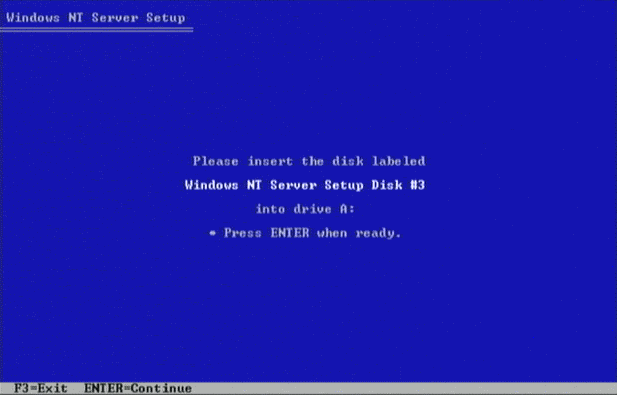 Windows NT Server Setup
Please insert the disk labeled
Windows NT Server Setup Disk #3
into drive A:
* Press ENTER when ready.
F3=Exit ENTER=Continue